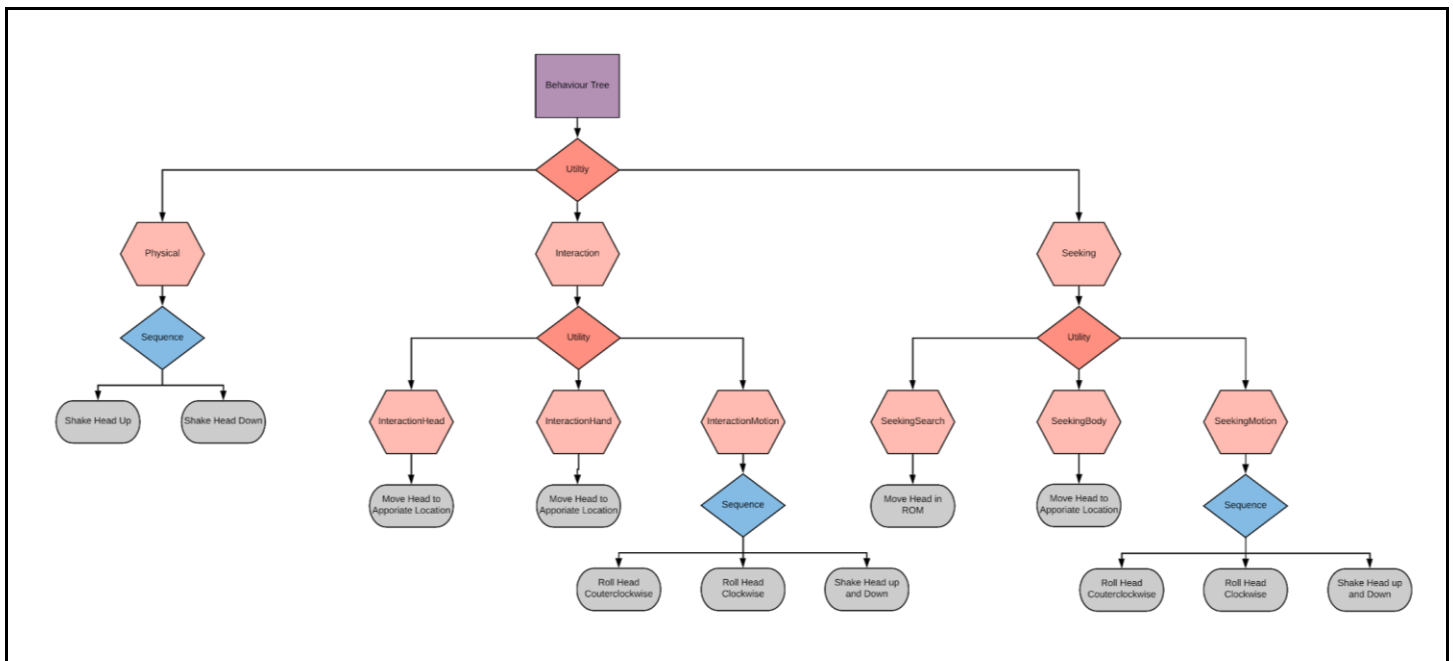 Behaviour Tree
Utiltiy
Physical
Interaction
Seeking
Sequence
Utility
Utility
Shake Head Up
Shake Head Down
InteractionHead
InteractionHand
InteractionMotion
SeekingSearch
SeekingBody
SeekingMotion
Move Head to
Apporiate Location
Move Head to
Apporiate Location
Sequence
Move Head in
ROM
Move Head to
Apporiate Location
Sequence
Roll Head
Couterclockwise
Roll Head
Clockwise
Shake Head up
and Down
Roll Head
Couterclockwise
Roll Head
Clockwise
Shake Head up
and Down